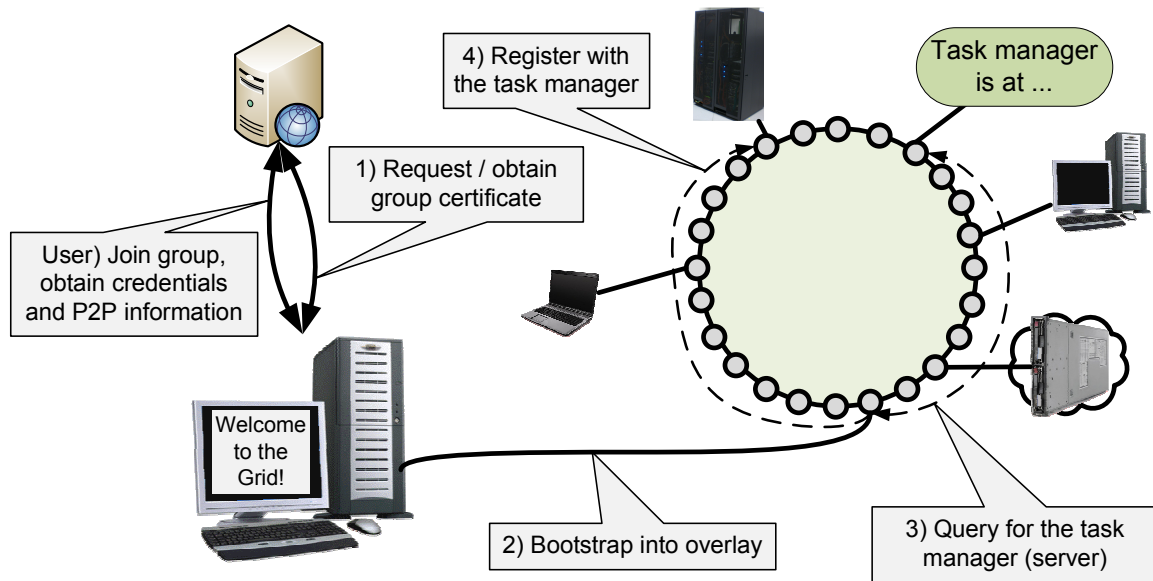 4) Register with
the task manager
Task manager
is at ...
1) Request / obtain
group certificate
User) Join group,
obtain credentials
and P2P information
Welcome
to the
Grid!
2) Bootstrap into overlay
3) Query for the task
manager (server)